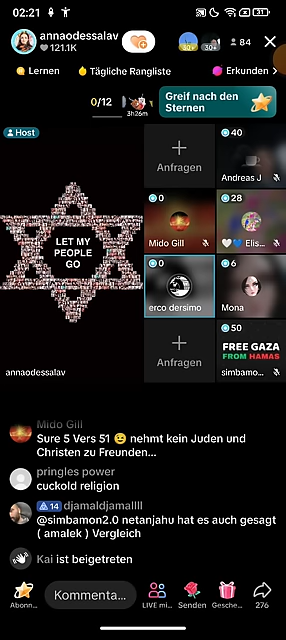 02:21
31
annaodessalav
121.1K
30+
30+
84
Lernen
Tägliche Rangliste
Erkunden
0/12
3h26m
Greif nach den
Sternen
Host
LET MY
PEOPLE
GO
annaodessalav
Anfragen
40
Andreas J
0
Mido Gill
28
Elis...
0
erco dersimo
6
Mona
Anfragen
50
FREE GAZA
FROM HAMAS
simbamo...
Mido Gill
Sure 5 Vers 51 😉 nehmt kein Juden und
Christen zu Freunden...
pringles power
cuckold religion
14 djamaldjamallll
@simbamon2.0 netanjahu hat es auch gesagt
( amalek ) Vergleich
Kai ist beigetreten
Kommenta...
Abonn...
LIVE mi...
Senden
Gesche...
276